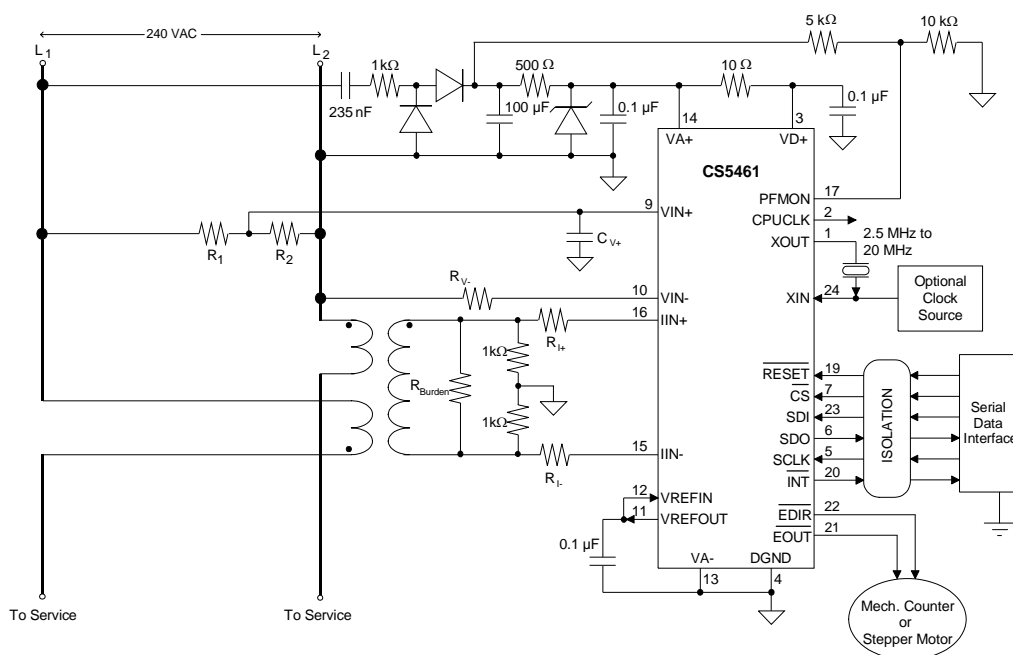 240 VAC
L1
L2
5 kΩ
10 kΩ
1kΩ
500 Ω
10 Ω
235 nF
100 µF
0.1 µF
0.1 µF
14
3
VA+
VD+
CS5461
17
PFMON
2
CPUCLK
1
XOUT
2.5 MHz to
20 MHz
9
VIN+
R1
R2
CV+
RV-
10
VIN-
24
XIN
Optional
Clock
Source
16
IIN+
RI+
1kΩ
RBurden
1kΩ
15
IIN-
RI-
RESET
19
CS
7
SDI
23
SDO
6
SCLK
5
INT
20
ISOLATION
Serial
Data
Interface
12
VREFIN
11
VREFOUT
EDIR
22
EOUT
21
0.1 µF
VA-
DGND
13
4
To Service
To Service
Mech. Counter
or
Stepper Motor